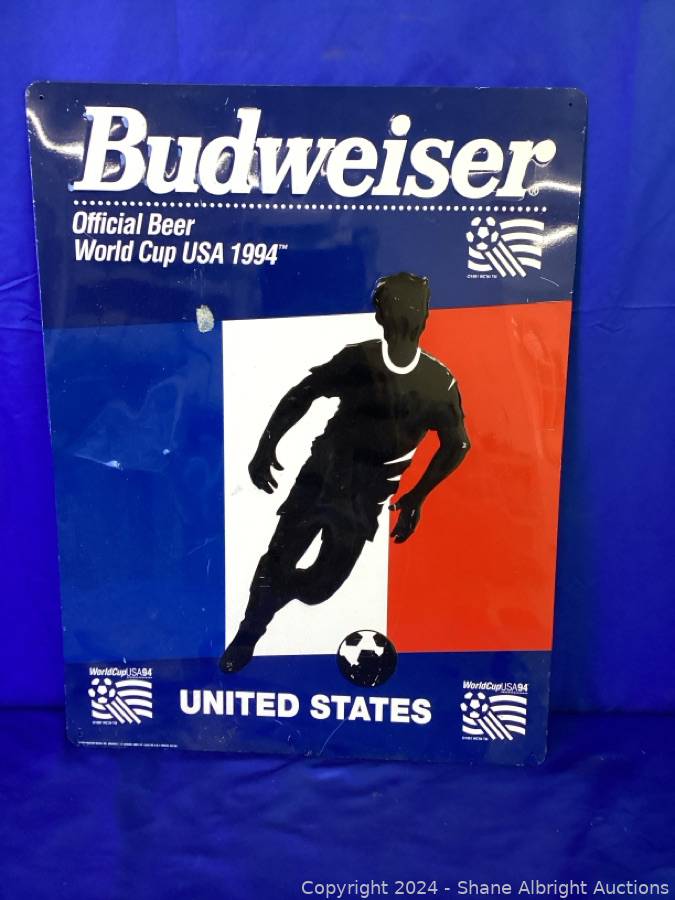 Budweiser®
Official Beer
World Cup USA 1994™
WorldCupUSA94
WorldCupUSA94
UNITED STATES
Copyright 2024 - Shane Albright Auctions